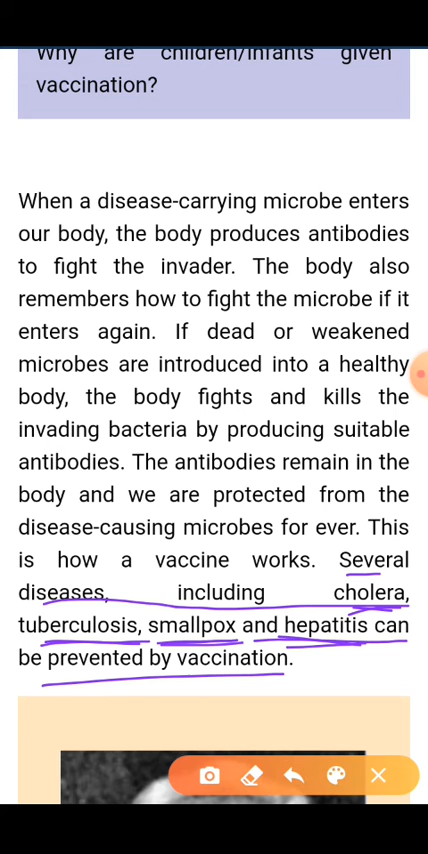 Why are children/infants given
vaccination?
When a disease-carrying microbe enters
our body, the body produces antibodies
to fight the invader. The body also
remembers how to fight the microbe if it
enters again. If dead or weakened
microbes are introduced into a healthy
body, the body fights and kills the
invading bacteria by producing suitable
antibodies. The antibodies remain in the
body and we are protected from the
disease-causing microbes for ever. This
is how a vaccine works. Several
diseases, including cholera,
tuberculosis, smallpox and hepatitis can
be prevented by vaccination.